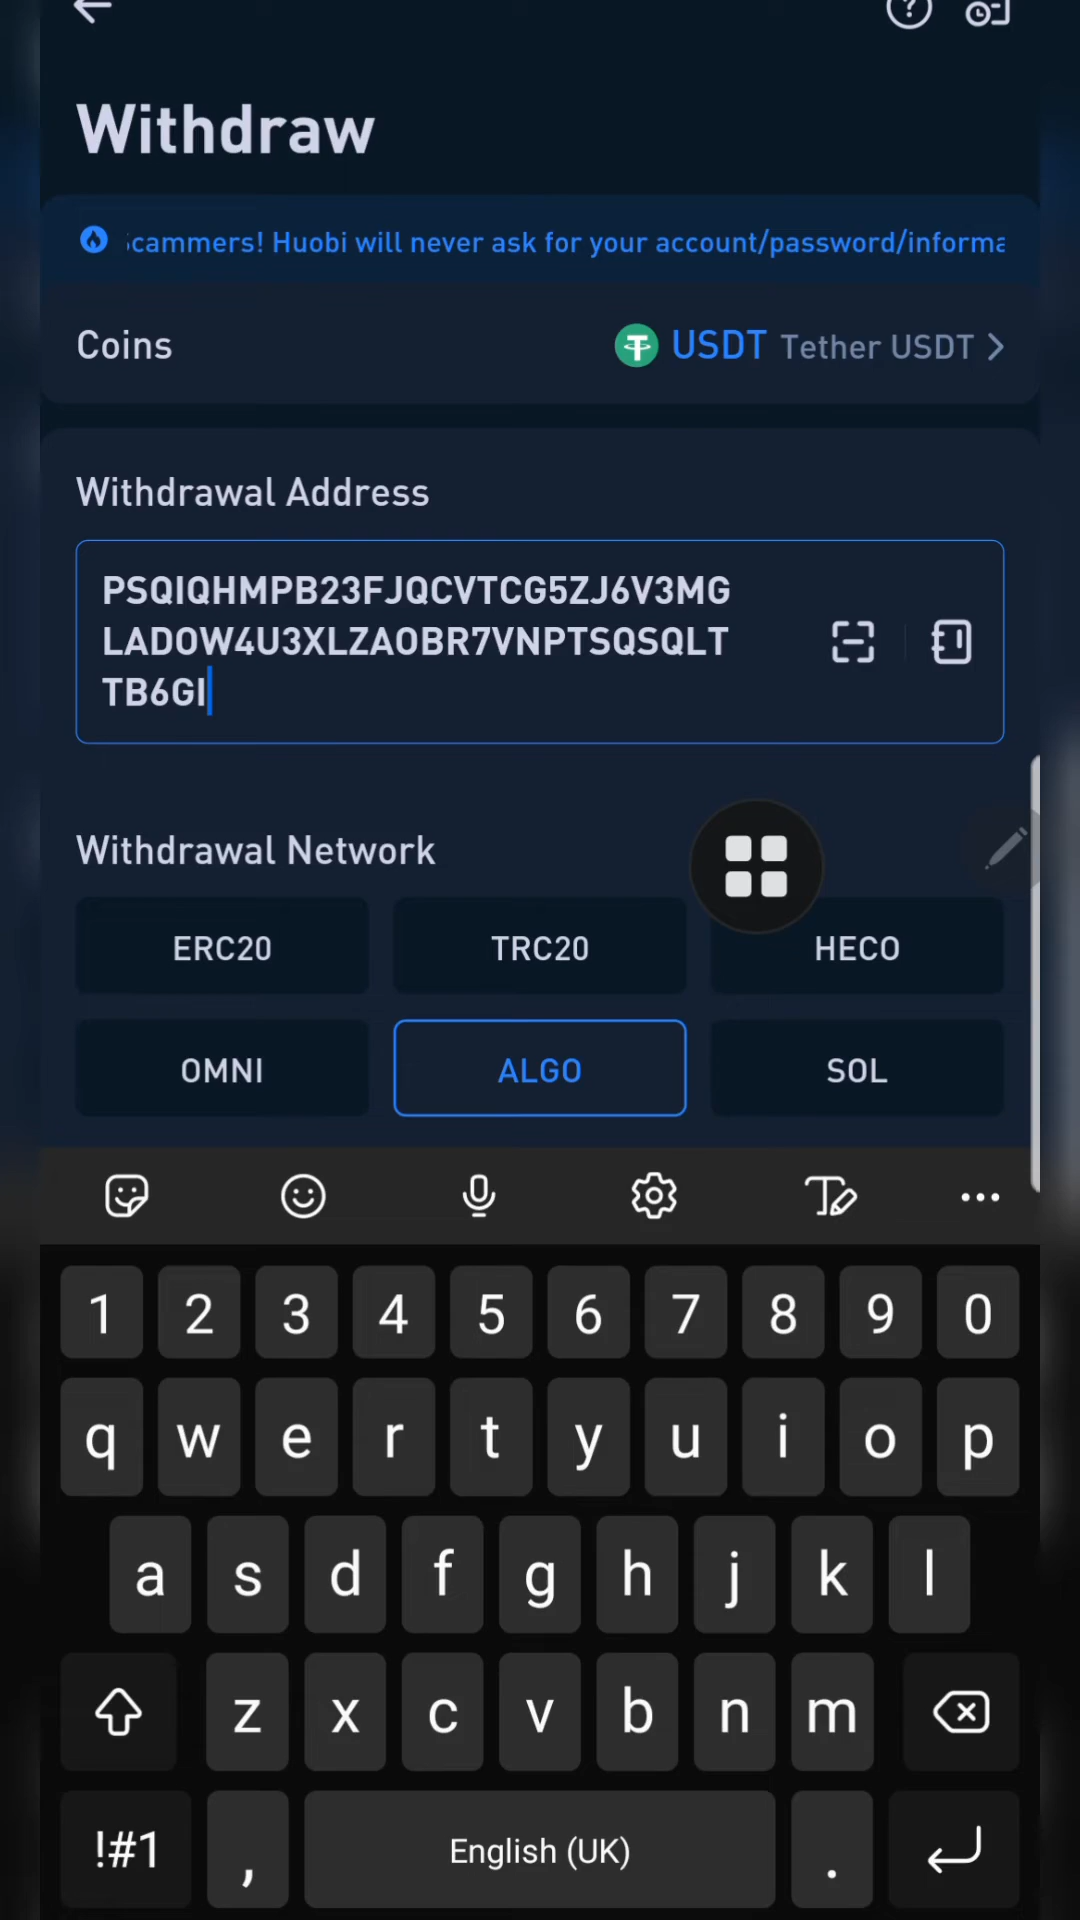 Withdraw
cammers! Huobi will never ask for your account/password/informa
Coins
USDT Tether USDT
Withdrawal Address
PSQIQHMPB23FJQCVTCG5ZJ6V3MG
LADOW4U3XLZAOBR7VNPTSQSQLT
TB6GI
Withdrawal Network
ERC20 TRC20 HECO
OMNI ALGO SOL
1 2 3 4 5 6 7 8 9 0
q w e r t y u i o p
a s d f g h j k l
z x c v b n m
!#1 , English (UK) .